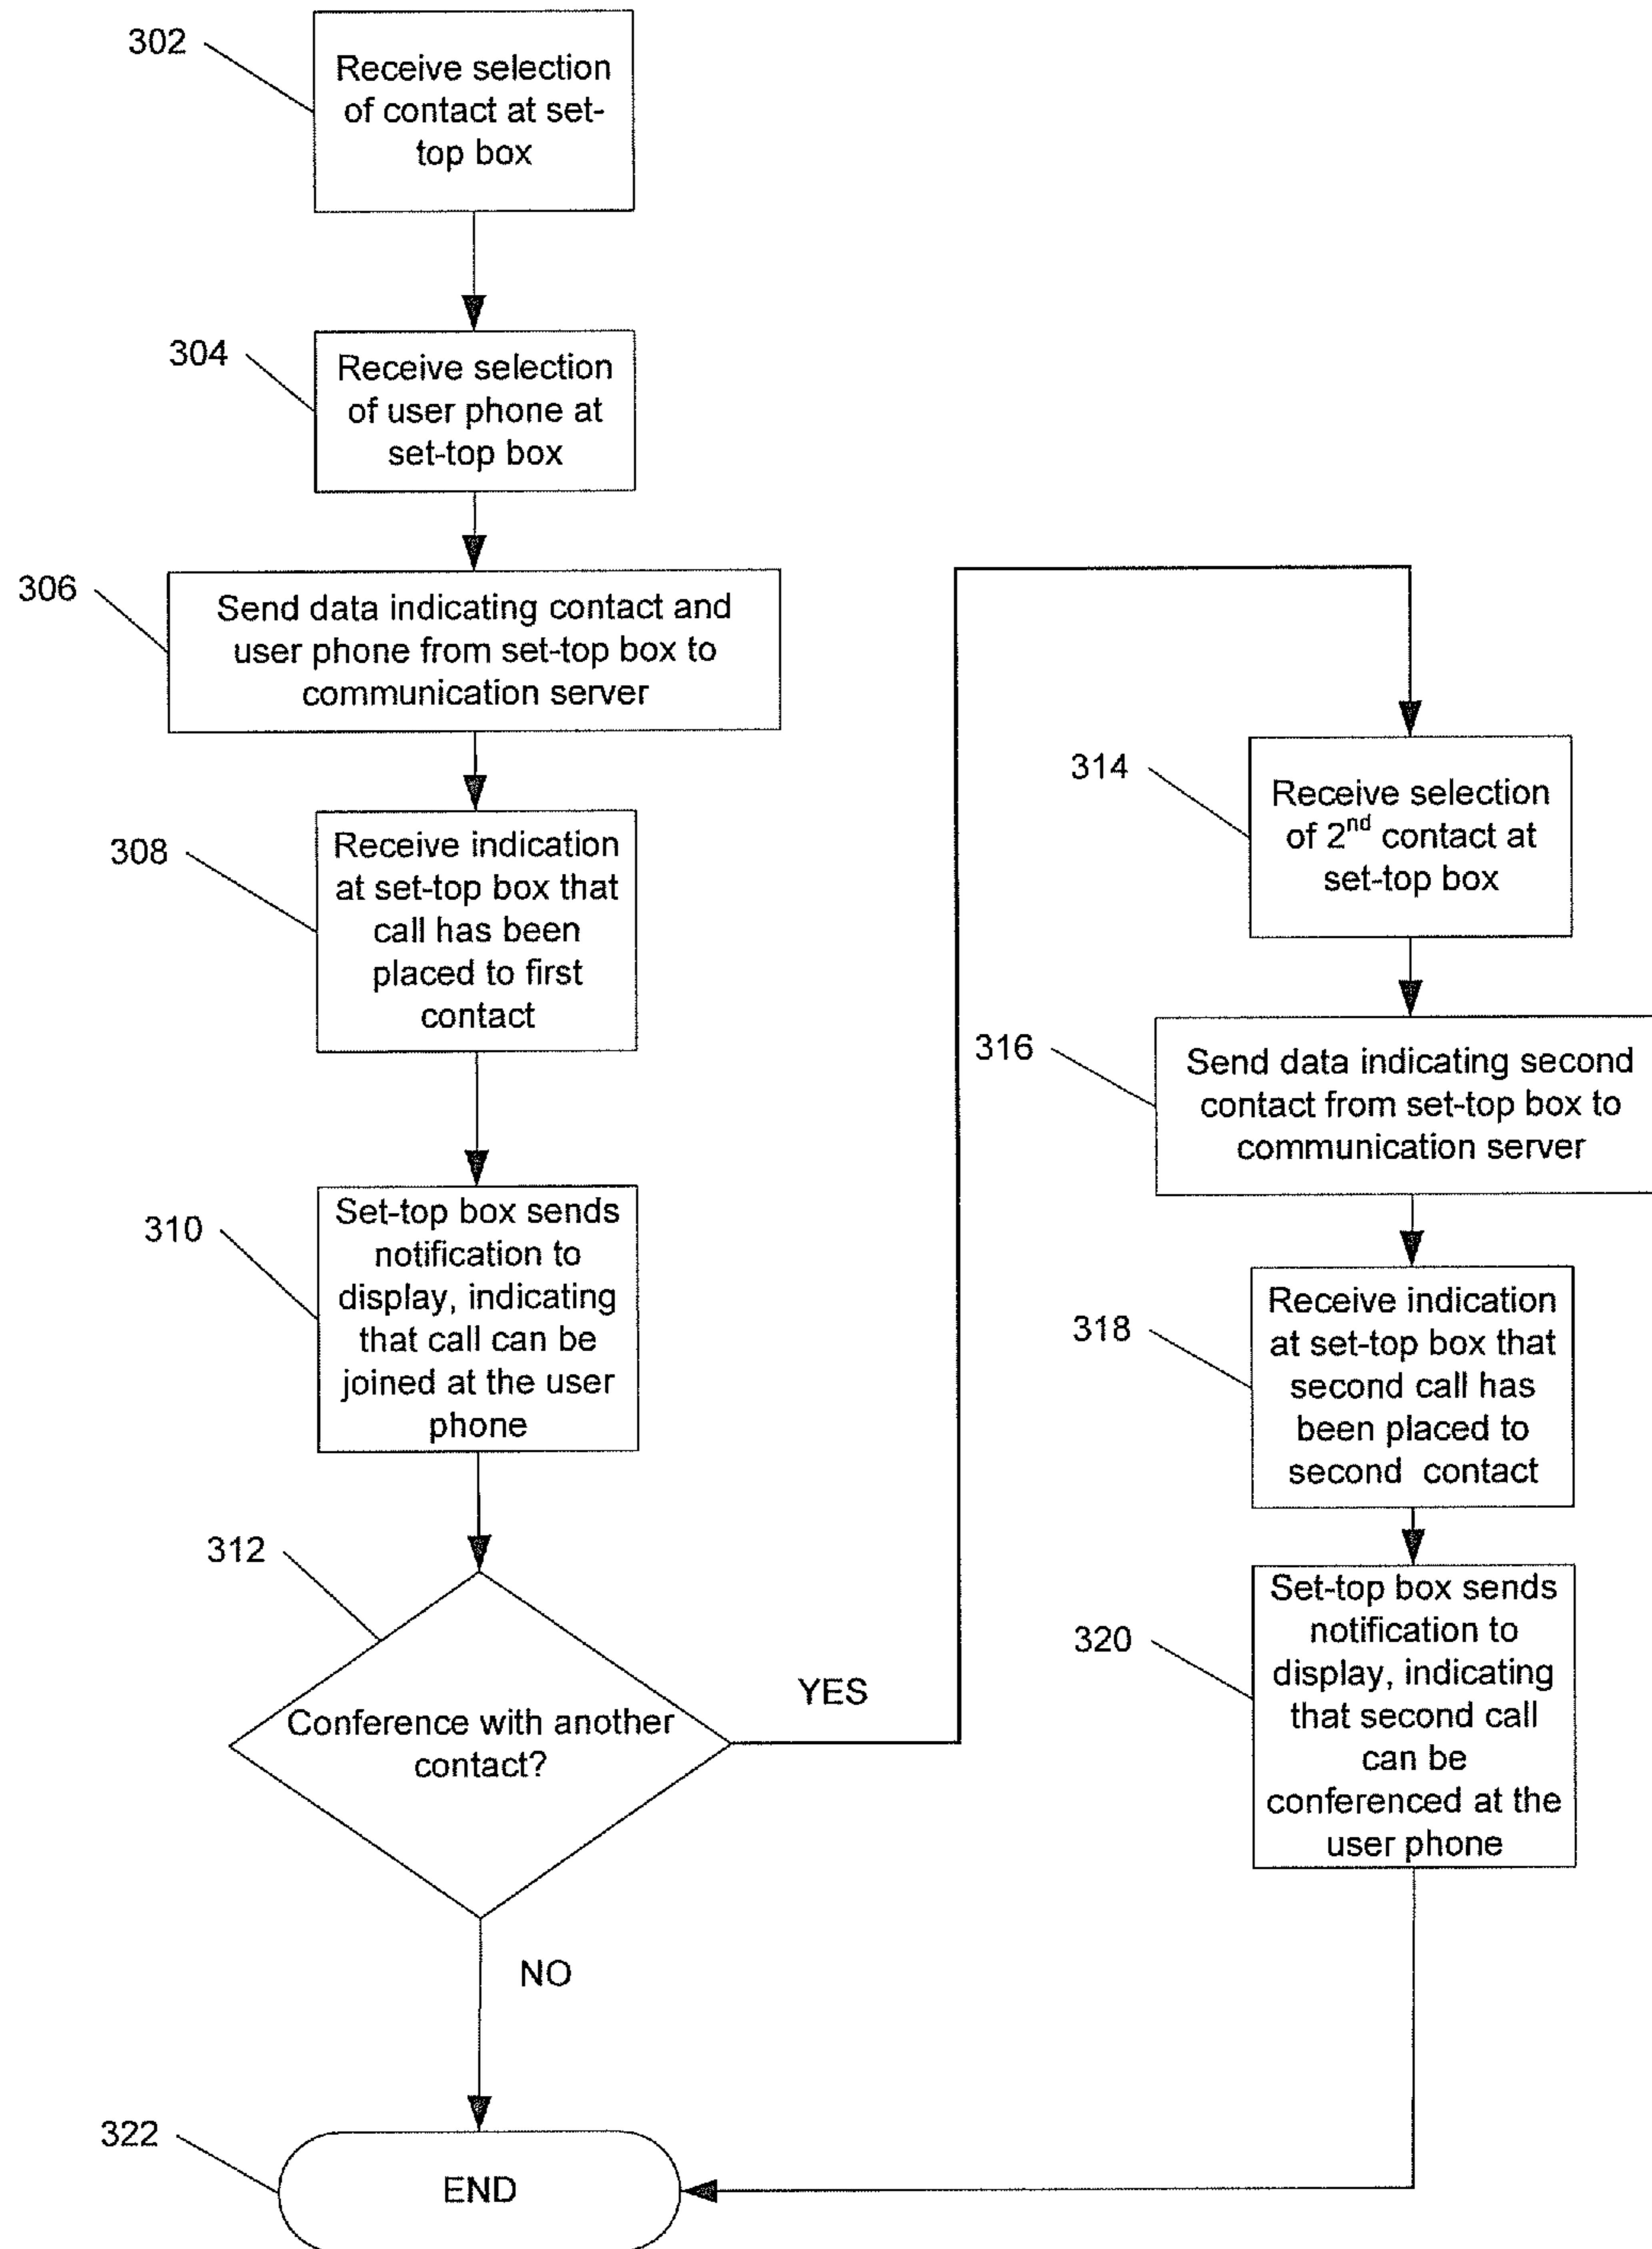 302
Receive selection
of contact at set-
top box
304
Receive selection
of user phone at
set-top box
306
Send data indicating contact and
user phone from set-top box to
communication server
308
Receive indication
at set-top box that
call has been
placed to first
contact
310
Set-top box sends
notification to
display, indicating
that call can be
joined at the user
phone
312
Conference with another
contact?
YES
NO
314
Receive selection
of 2nd contact at
set-top box
316
Send data indicating second
contact from set-top box to
communication server
318
Receive indication
at set-top box that
second call has
been placed to
second contact
320
Set-top box sends
notification to
display, indicating
that second call
can be
conferenced at the
user phone
322
END